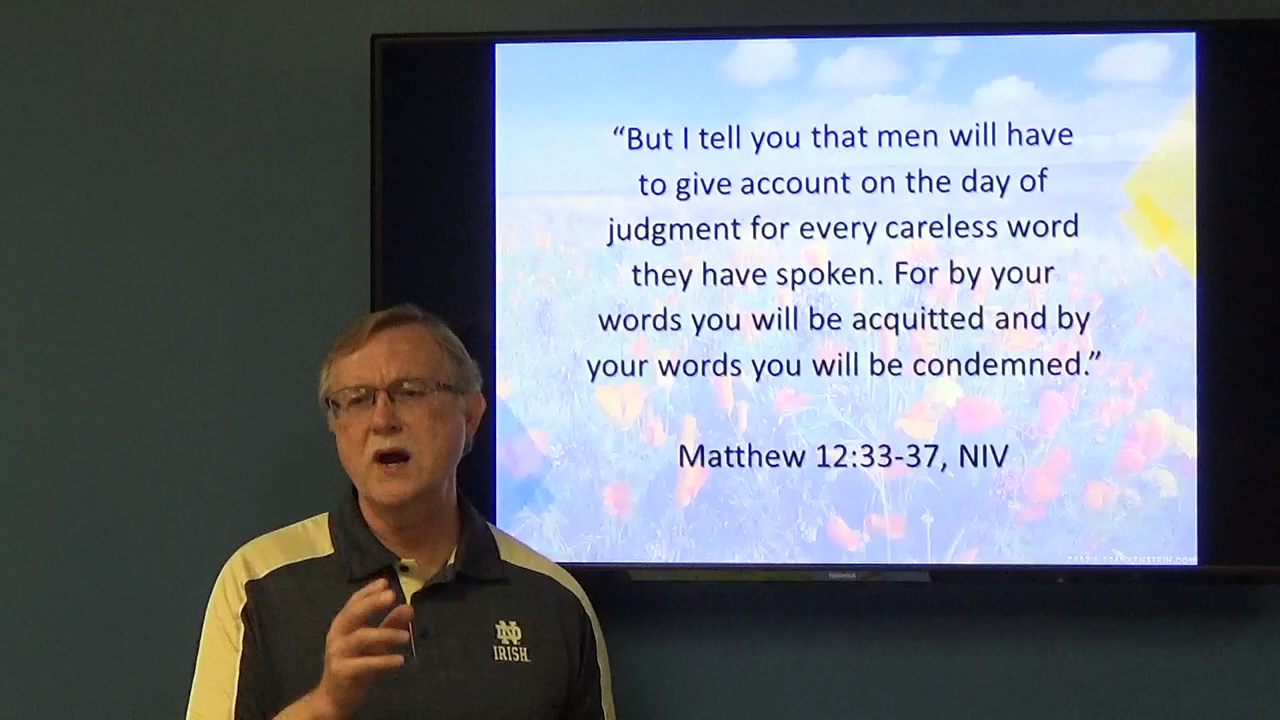 “But I tell you that men will have
to give account on the day of
judgment for every careless word
they have spoken. For by your
words you will be acquitted and by
your words you will be condemned.”
Matthew 12:33-37, NIV
TOSHIBA
ND
IRISH